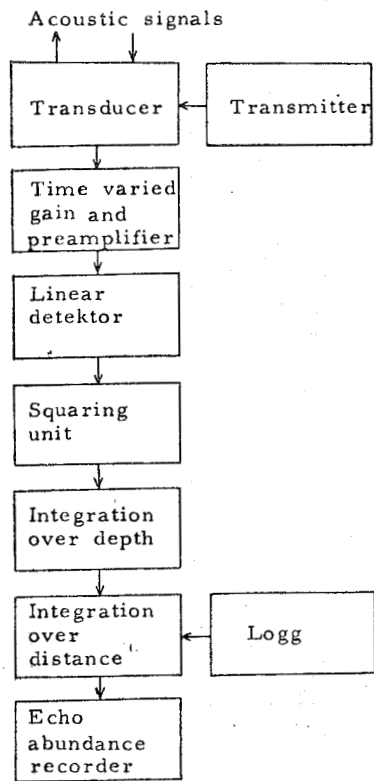 Acoustic signals
Transducer
Transmitter
Time varied
gain and
preamplifier
Linear
detektor
Squaring
unit
Integration
over depth
Integration
over
distance
Logg
Echo
abundance
recorder